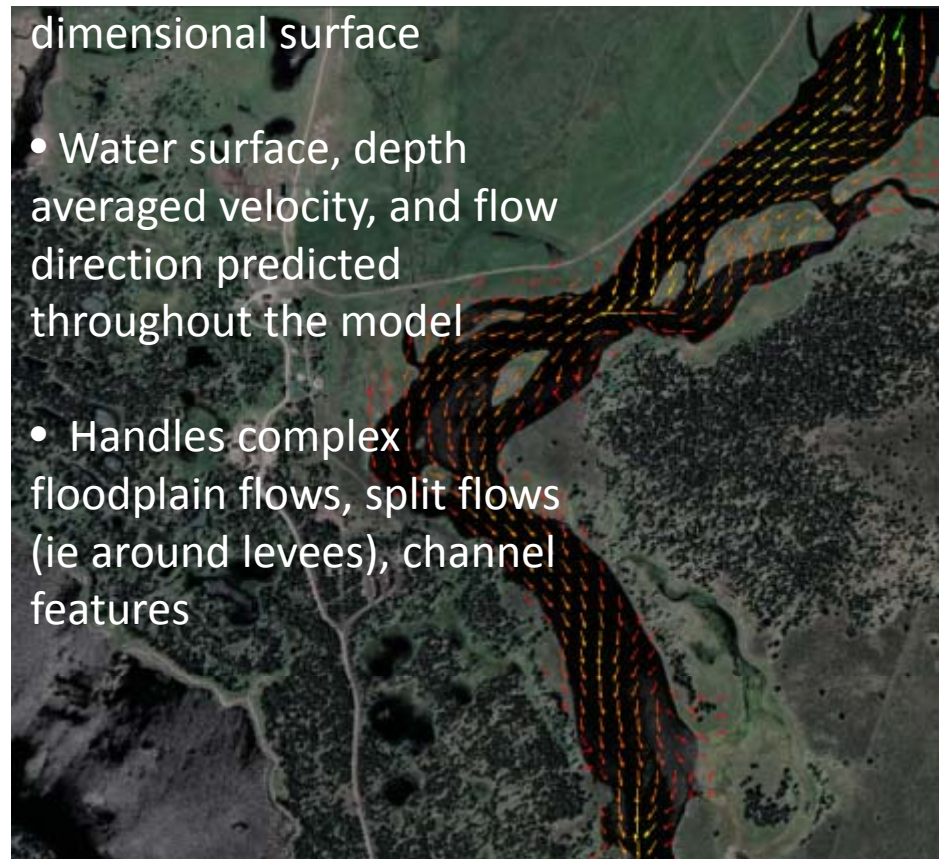 dimensional surface
• Water surface, depth
averaged velocity, and flow
direction predicted
throughout the model
• Handles complex
floodplain flows, split flows
(ie around levees), channel
features